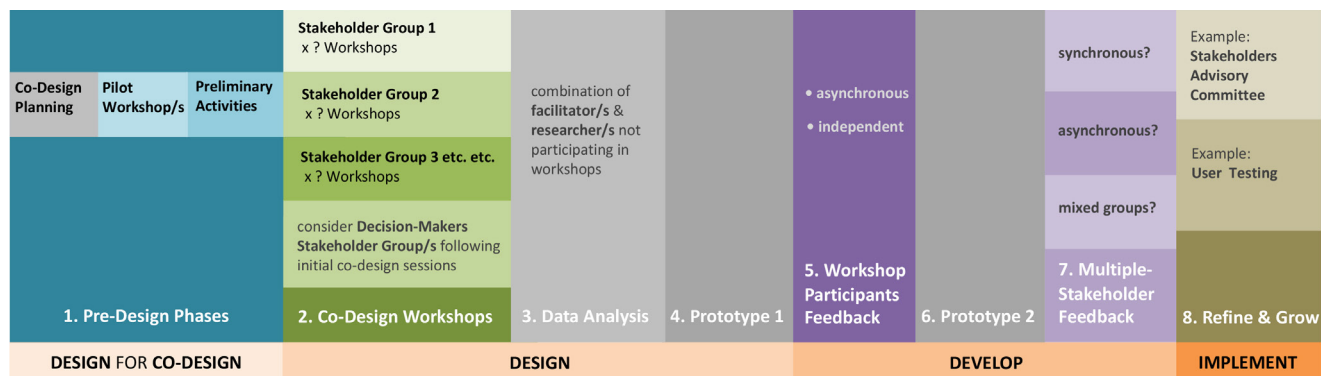 Co-Design
Planning
Pilot
Workshop/s
Preliminary
Activities
1. Pre-Design Phases
Stakeholder Group 1
x ? Workshops
Stakeholder Group 2
x ? Workshops
Stakeholder Group 3 etc. etc.
x ? Workshops
consider Decision-Makers
Stakeholder Group/s following
initial co-design sessions
2. Co-Design Workshops
combination of
facilitator/s &
researcher/s not
participating in
workshops
3. Data Analysis
4. Prototype 1
• asynchronous
• independent
5. Workshop
Participants
Feedback
6. Prototype 2
synchronous?
asynchronous?
mixed groups?
7. Multiple-
Stakeholder
Feedback
Example:
Stakeholders
Advisory
Committee
Example:
User Testing
8. Refine & Grow
DESIGN FOR CO-DESIGN
DESIGN
DEVELOP
IMPLEMENT